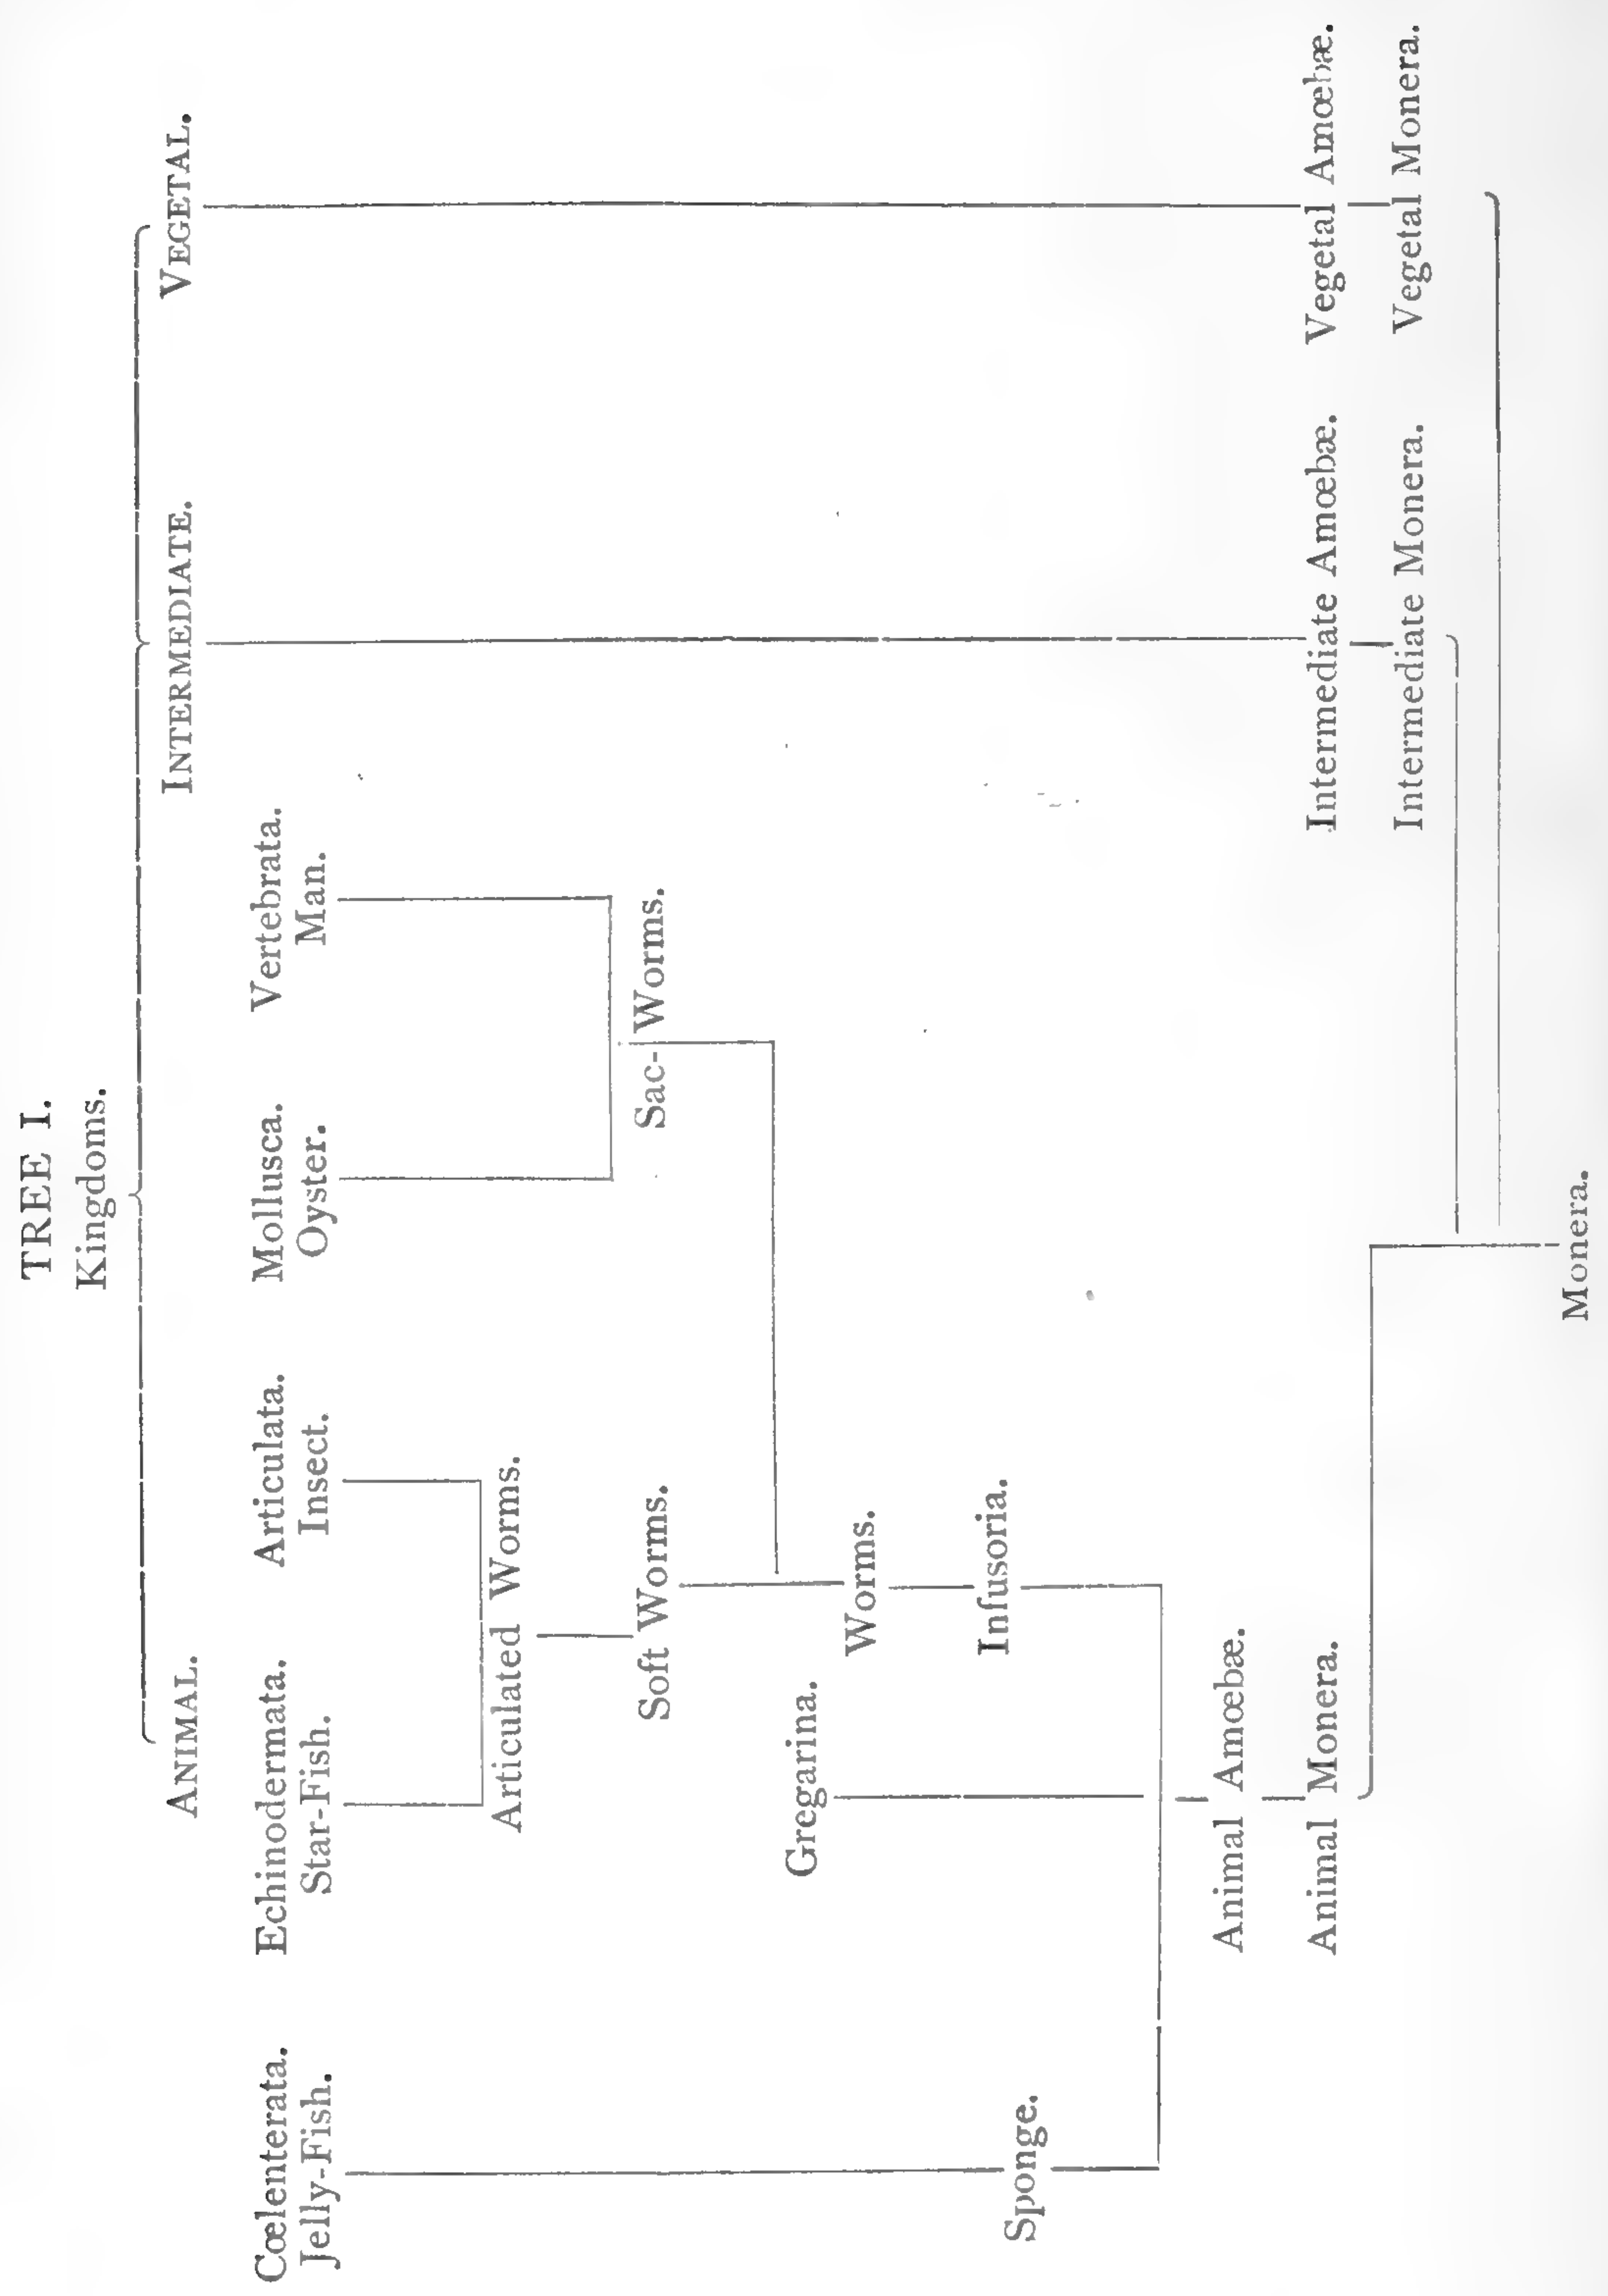 TREE I.
Kingdoms.
ANIMAL.
INTERMEDIATE.
VEGETAL.
Cœlenterata.
Jelly-Fish.
Echinodermata.
Star-Fish.
Articulata.
Insect.
Mollusca.
Oyster.
Vertebrata.
Man.
Articulated Worms.
Soft Worms.
Sac-Worms.
Gregarina.
Worms.
Sponge.
Infusoria.
Animal Amœbæ.
Intermediate Amœbæ.
Vegetal Amœbæ.
Animal Monera.
Intermediate Monera.
Vegetal Monera.
Monera.